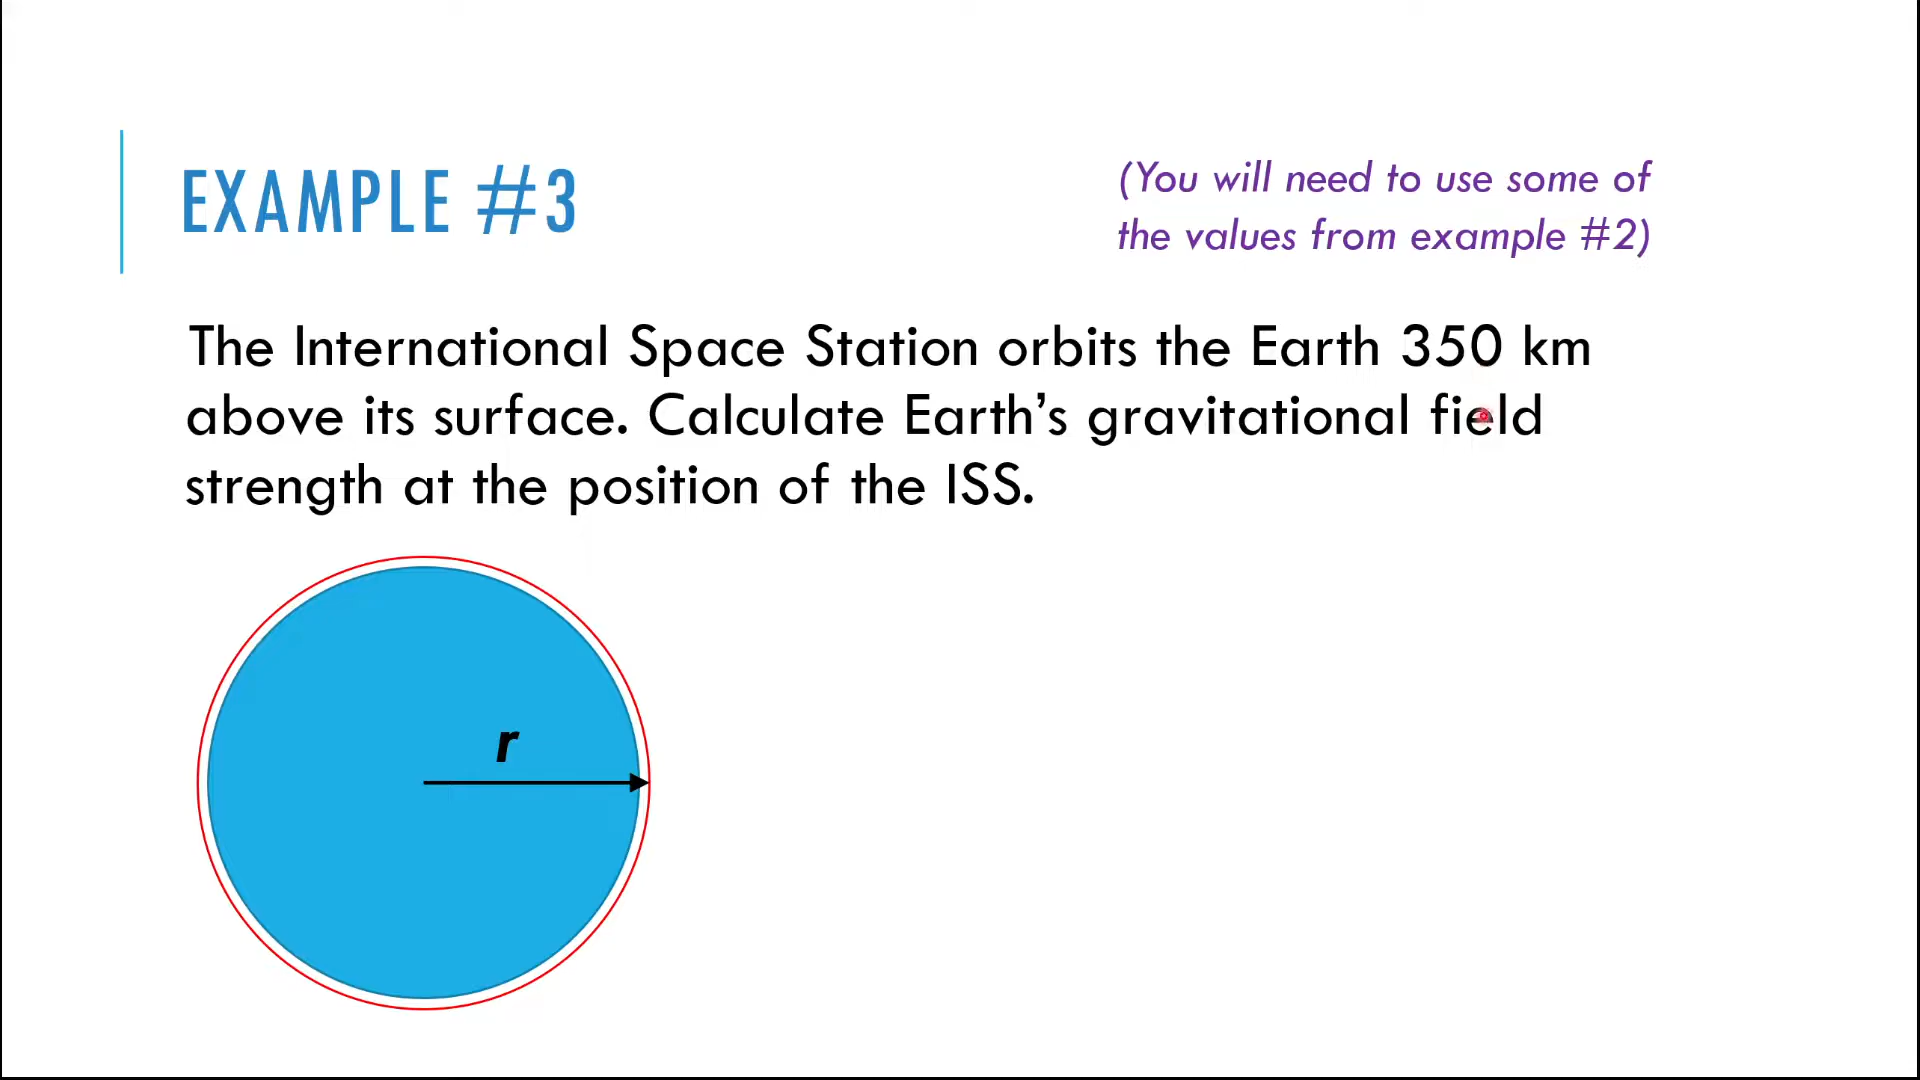 EXAMPLE #3
(You will need to use some of
the values from example #2)
The International Space Station orbits the Earth 350 km
above its surface. Calculate Earth’s gravitational field
strength at the position of the ISS.
r